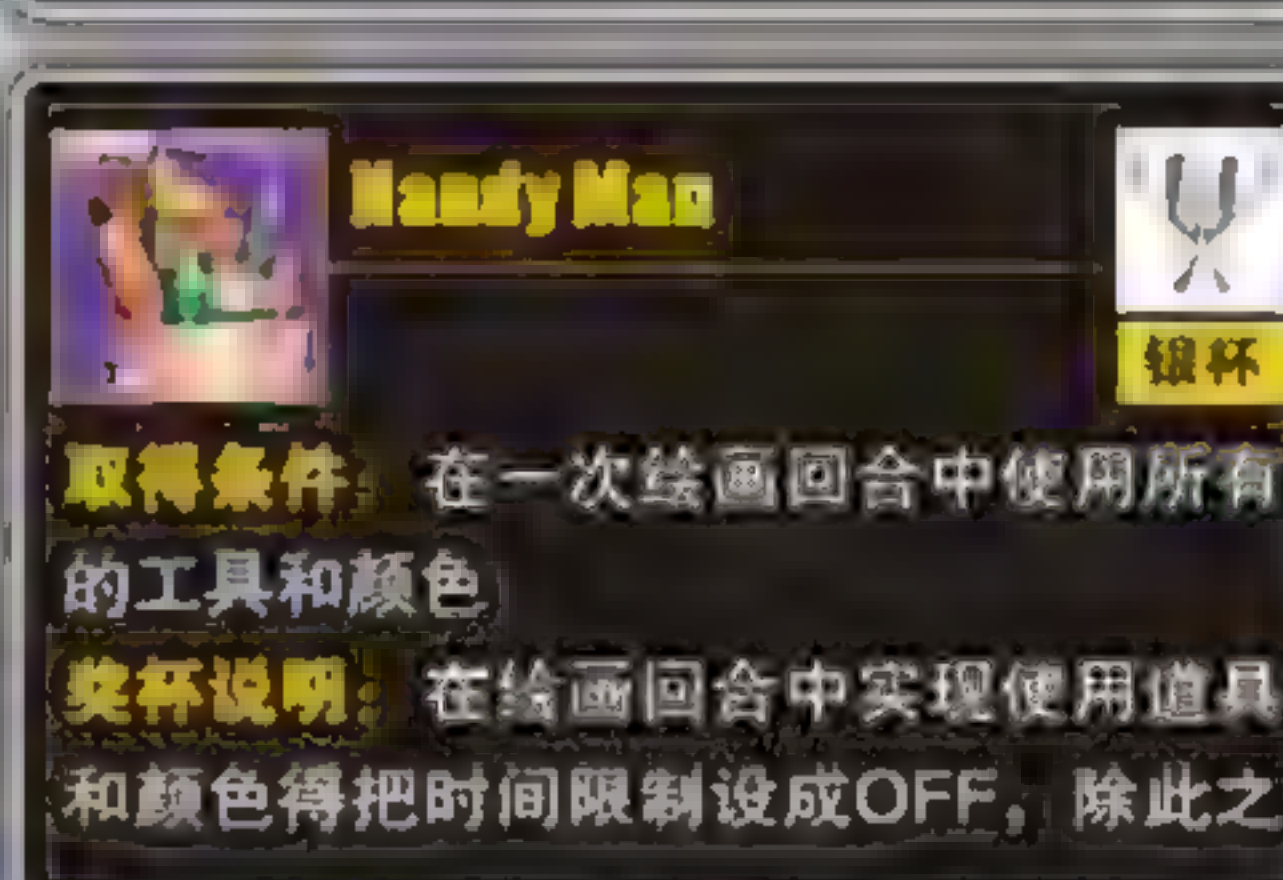 Handy Man
银杯
取得条件：在一次绘画回合中使用所有
的工具和颜色
奖杯说明：在绘画回合中实现使用道具
和颜色得把时间限制设成OFF，除此之